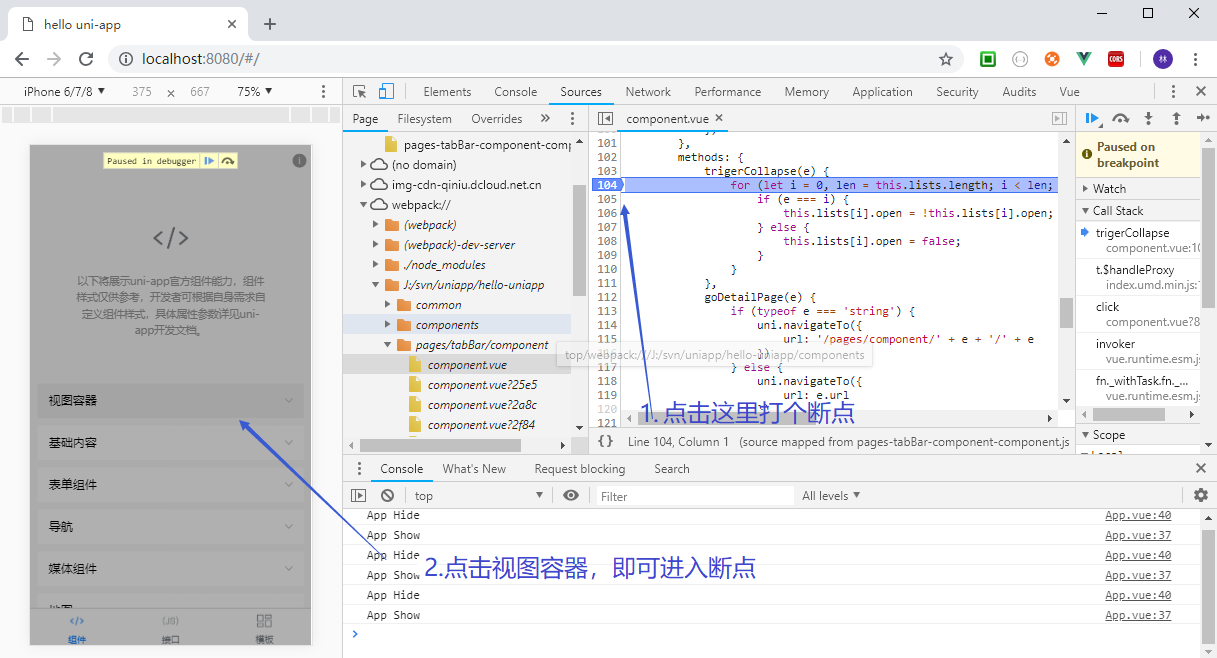 hello uni-app
localhost:8080/#/
CORS
林
iPhone 6/7/8 ▼ 375 × 667 75% ▼
Elements Console Sources Network Performance Memory Application Security Audits Vue
Page Filesystem Overrides »
component.vue ×
Paused in debugger
</>
以下将展示uni-app官方组件能力，组件
样式仅供参考，开发者可根据自身需求自
定义组件样式，具体属性参数详见uni-
app开发文档。
视图容器
基础内容
表单组件
导航
媒体组件
地图
</> (JS)
组件 接口 模板
pages-tabBar-component-comp
(no domain)
img-cdn-qiniu.dcloud.net.cn
webpack://
(webpack)
(webpack)-dev-server
./node_modules
J:/svn/uniapp/hello-uniapp
common
components
pages/tabBar/component
component.vue
component.vue?25e5
component.vue?2a8c
component.vue?2f84
101 },
102 methods: {
103 trigerCollapse(e) {
104 for (let i = 0, len = this.lists.length; i < len;
105 if (e === i) {
106 this.lists[i].open = !this.lists[i].open;
107 } else {
108 this.lists[i].open = false;
109 }
110 }
111 },
112 goDetailPage(e) {
113 if (typeof e === 'string') {
114 uni.navigateTo({
115 url: '/pages/component/' + e + '/' + e
116 })
top/webpack:///J:/svn/uniapp/hello-uniapp/components
117 } else {
118 uni.navigateTo({
119 url: e.url
120
121
1. 点击这里打个断点
{} Line 104, Column 1 (source mapped from pages-tabBar-component-component.js
Paused on
breakpoint
Watch
Call Stack
trigerCollapse
component.vue:10
t.$handleProxy
index.umd.min.js:
click
component.vue?8
invoker
vue.runtime.esm.j
fn._withTask.fn._...
vue.runtime.esm.j
Scope
Local
Console What's New Request blocking Search
top ▼ Filter All levels ▼
App Hide App.vue:40
App Show App.vue:37
App Hide App.vue:40
App Show App.vue:37
App Hide App.vue:40
App Show App.vue:37
2.点击视图容器，即可进入断点